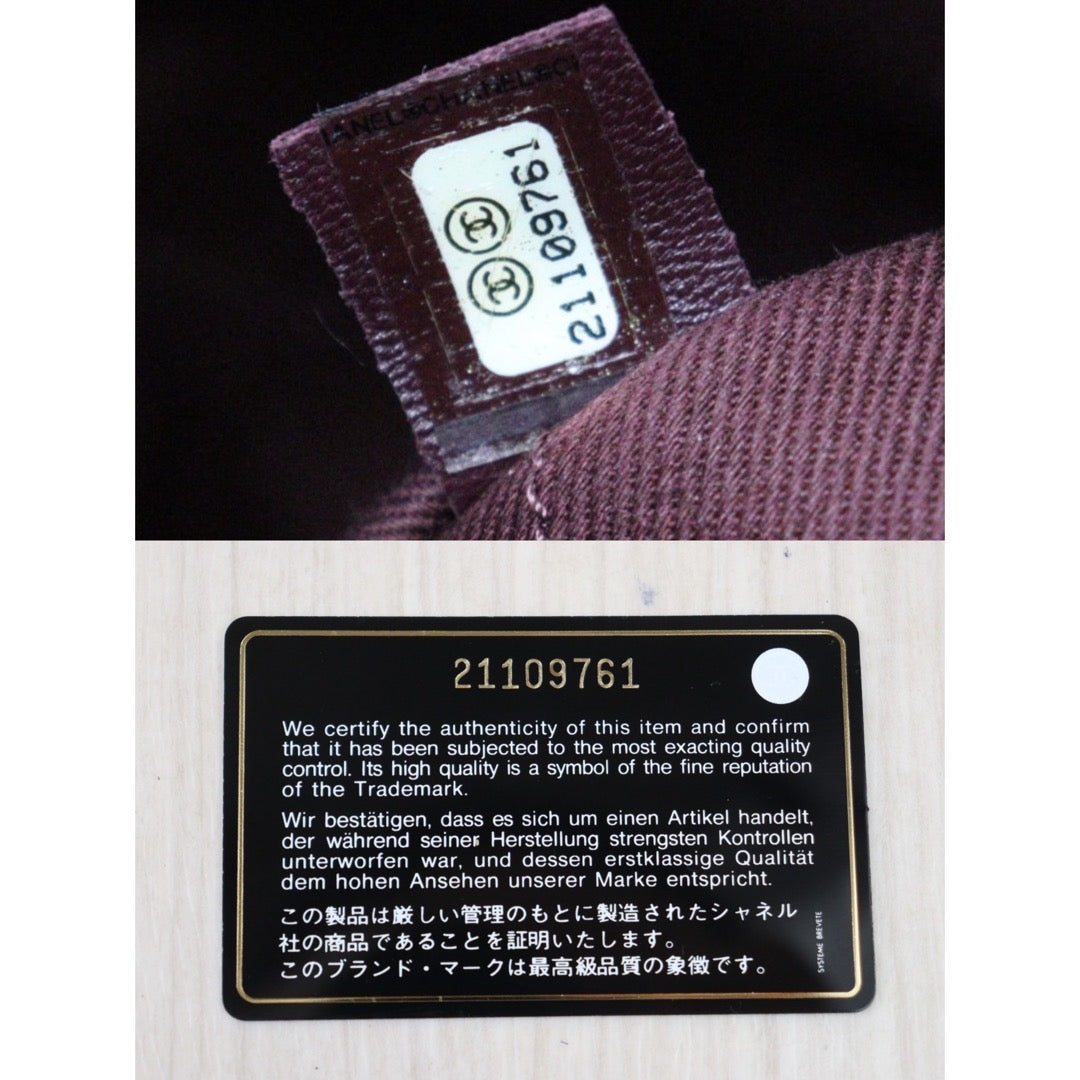 IANEL CHANEL CI
21109761
21109761
We certify the authenticity of this item and confirm
that it has been subjected to the most exacting quality
control. Its high quality is a symbol of the fine reputation
of the Trademark.
Wir bestätigen, dass es sich um einen Artikel handelt,
der während seiner Herstellung strengsten Kontrollen
unterworfen war, und dessen erstklassige Qualität
dem hohen Ansehen unserer Marke entspricht.
この製品は厳しい管理のもとに製造されたシャネル
社の商品であることを証明いたします。
このブランド・マークは最高級品質の象徴です。
SYSTEME BREVETE